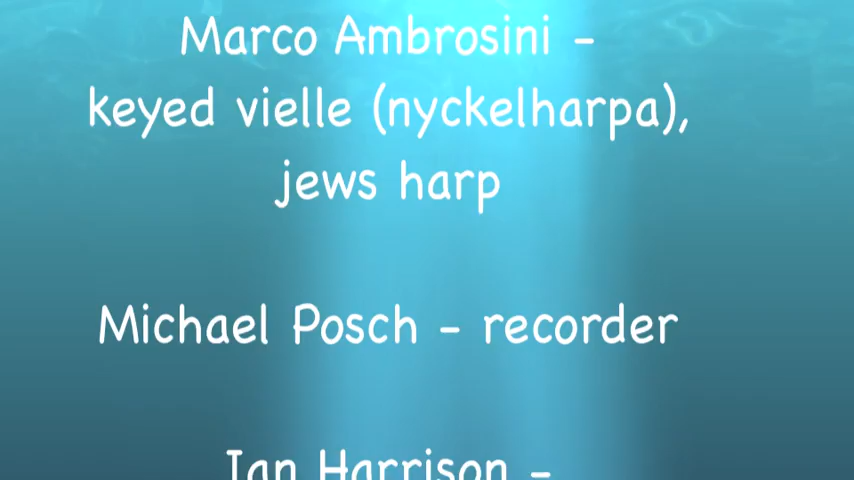 Marco Ambrosini -
keyed vielle (nyckelharpa),
jews harp
Michael Posch - recorder
Ian Harrison -